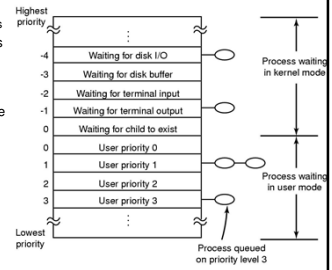 Highest
priority
-4 Waiting for disk I/O
-3 Waiting for disk buffer
-2 Waiting for terminal input
-1 Waiting for terminal output
0 Waiting for child to exist
0 User priority 0
1 User priority 1
2 User priority 2
3 User priority 3
Lowest
priority
Process waiting
in kernel mode
Process waiting
in user mode
Process queued
on priority level 3